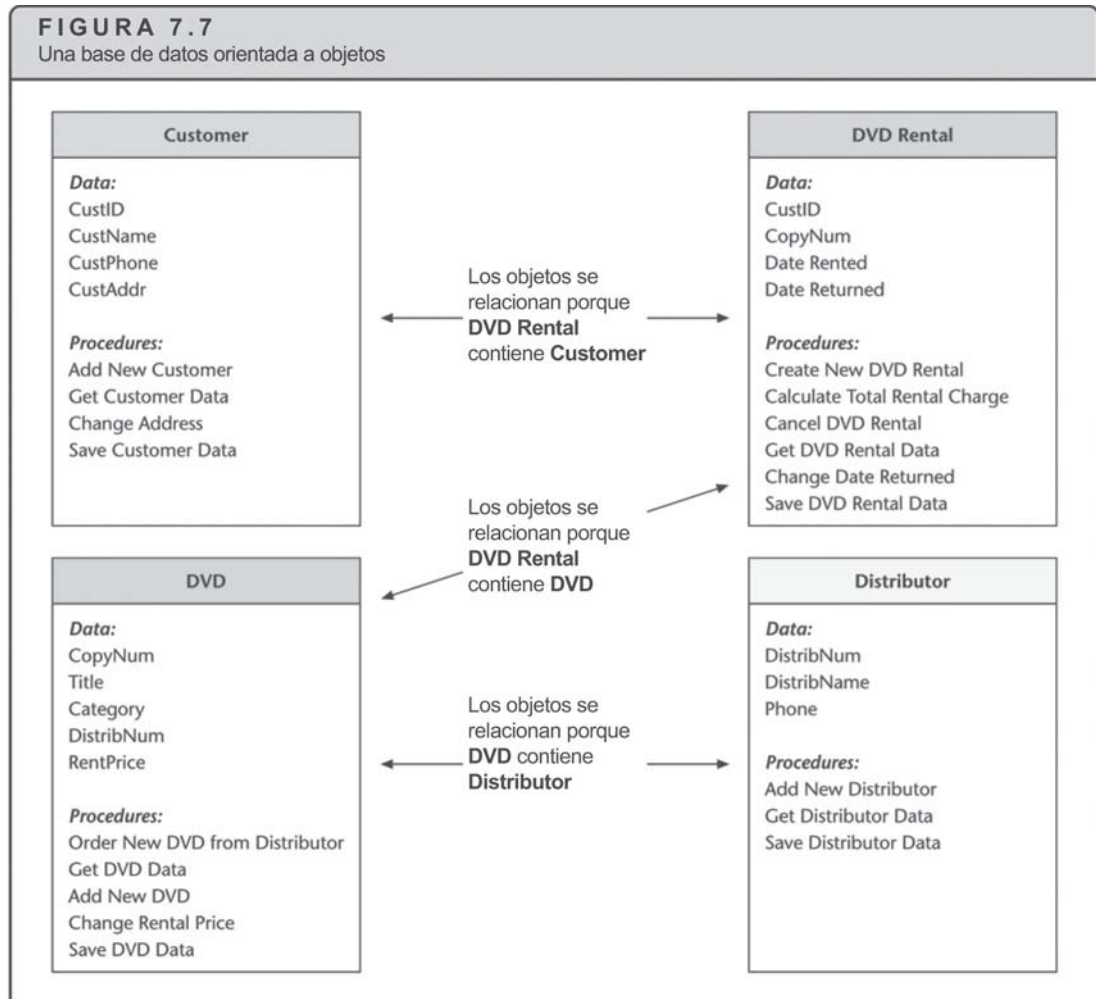 FIGURA 7.7
Una base de datos orientada a objetos
Customer
Data:
CustID
CustName
CustPhone
CustAddr
Procedures:
Add New Customer
Get Customer Data
Change Address
Save Customer Data
Los objetos se
relacionan porque
DVD Rental
contiene Customer
DVD Rental
Data:
CustID
CopyNum
Date Rented
Date Returned
Procedures:
Create New DVD Rental
Calculate Total Rental Charge
Cancel DVD Rental
Get DVD Rental Data
Change Date Returned
Save DVD Rental Data
Los objetos se
relacionan porque
DVD Rental
contiene DVD
DVD
Data:
CopyNum
Title
Category
DistribNum
RentPrice
Procedures:
Order New DVD from Distributor
Get DVD Data
Add New DVD
Change Rental Price
Save DVD Data
Los objetos se
relacionan porque
DVD contiene
Distributor
Distributor
Data:
DistribNum
DistribName
Phone
Procedures:
Add New Distributor
Get Distributor Data
Save Distributor Data